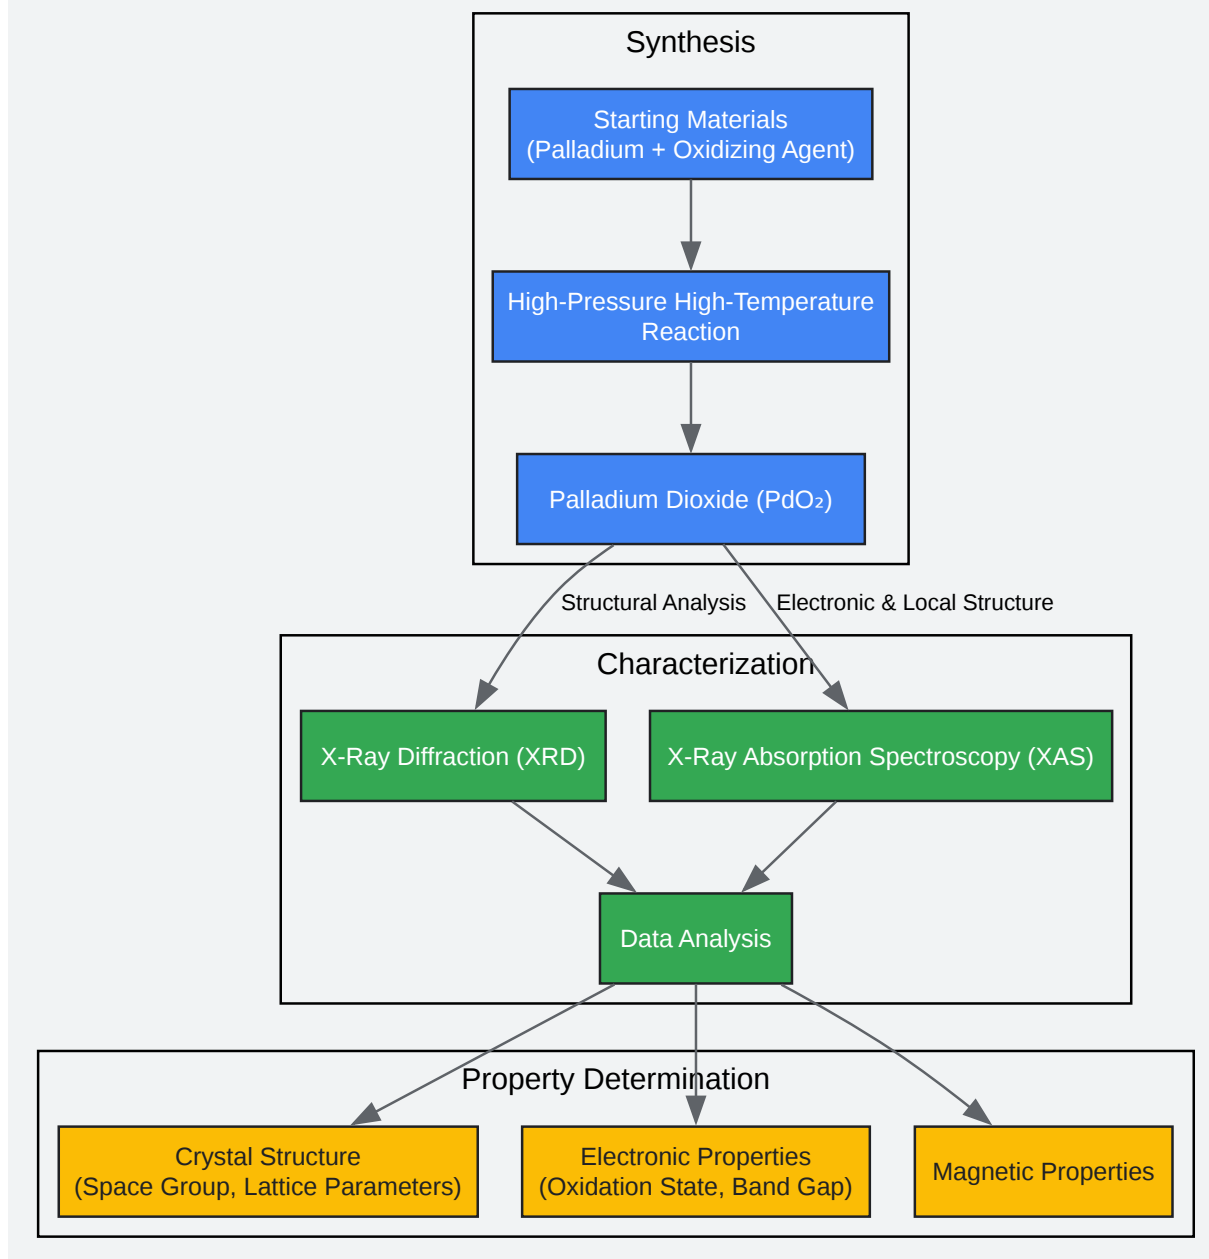 Synthesis
Starting Materials
(Palladium + Oxidizing Agent)
High-Pressure High-Temperature
Reaction
Palladium Dioxide (PdO₂)
Structural Analysis
Electronic & Local Structure
Characterization
X-Ray Diffraction (XRD)
X-Ray Absorption Spectroscopy (XAS)
Data Analysis
Property Determination
Crystal Structure
(Space Group, Lattice Parameters)
Electronic Properties
(Oxidation State, Band Gap)
Magnetic Properties